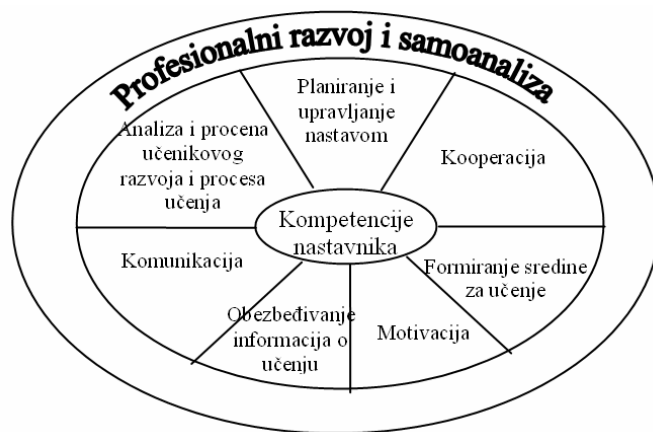 Profesionalni razvoj i samoanaliza
Planiranje i
upravljanje
nastavom
Analiza i procena
učenikovog
razvoja i procesa
učenja
Kooperacija
Kompetencije
nastavnika
Komunikacija
Formiranje sredine
za učenje
Obezbeđivanje
informacija o
učenju
Motivacija